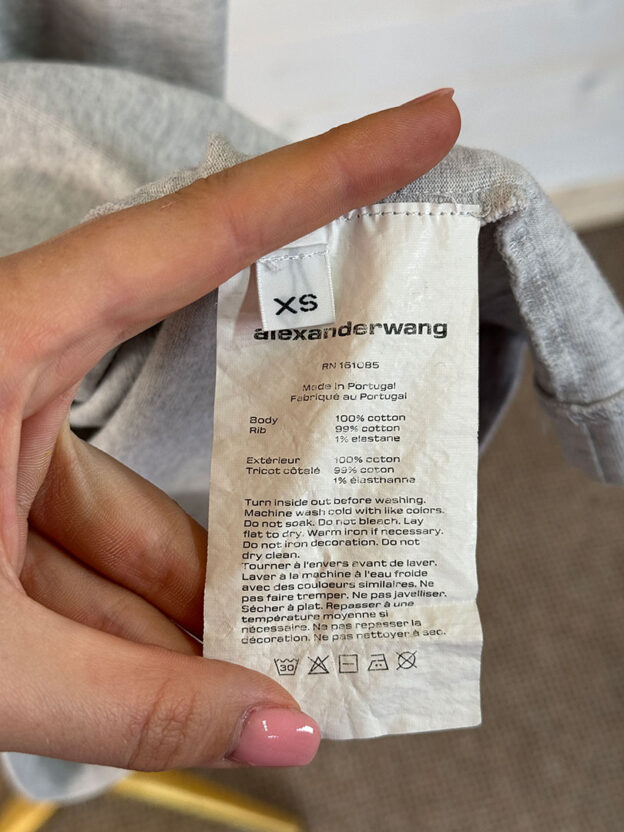 XS
alexanderwang
RN 161085
Made in Portugal
Fabriqué au Portugal
Body 100% cotton
Rib 99% cotton
1% elastane
Extérieur 100% coton
Tricot côtelé 99% coton
1% élasthanne
Turn inside out before washing.
Machine wash cold with like colors.
Do not soak. Do not bleach. Lay
flat to dry. Warm iron if necessary.
Do not iron decoration. Do not
dry clean.
Tourner à l'envers avant de laver.
Laver à la machine à l'eau froide
avec des couloeurs similaires. Ne
pas faire tremper. Ne pas javelliser.
Sécher à plat. Repasser à une
température moyenne si
nécessaire. Ne pas repasser la
décoration. Ne pas nettoyer à sec.
30